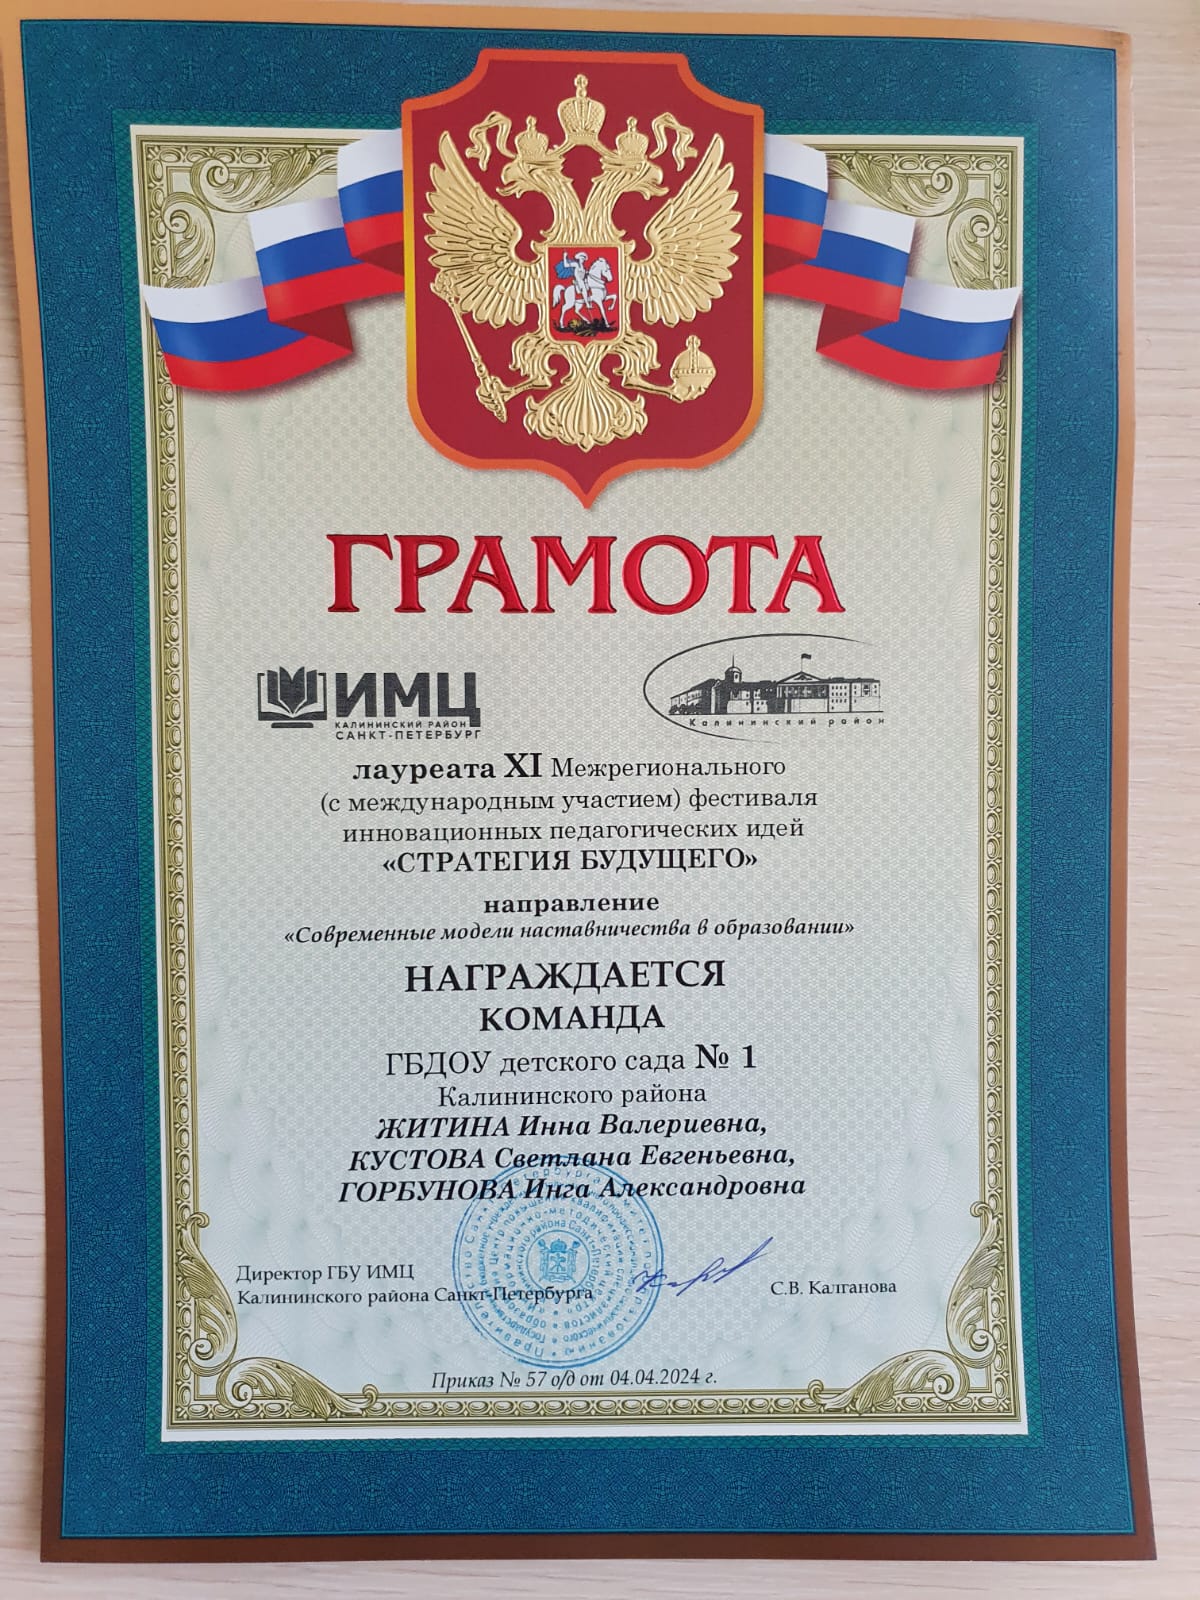 ГРАМОТА
ИМЦ
КАЛИНИНСКИЙ РАЙОН
САНКТ-ПЕТЕРБУРГ
Калининский район
лауреата XI Межрегионального
(с международным участием) фестиваля
инновационных педагогических идей
«СТРАТЕГИЯ БУДУЩЕГО»
направление
«Современные модели наставничества в образовании»
НАГРАЖДАЕТСЯ
КОМАНДА
ГБДОУ детского сада № 1
Калининского района
ЖИТИНА Инна Валериевна,
КУСТОВА Светлана Евгеньевна,
ГОРБУНОВА Инга Александровна
Директор ГБУ ИМЦ
Калининского района Санкт-Петербурга
С.В. Калганова
Приказ № 57 о/д от 04.04.2024 г.